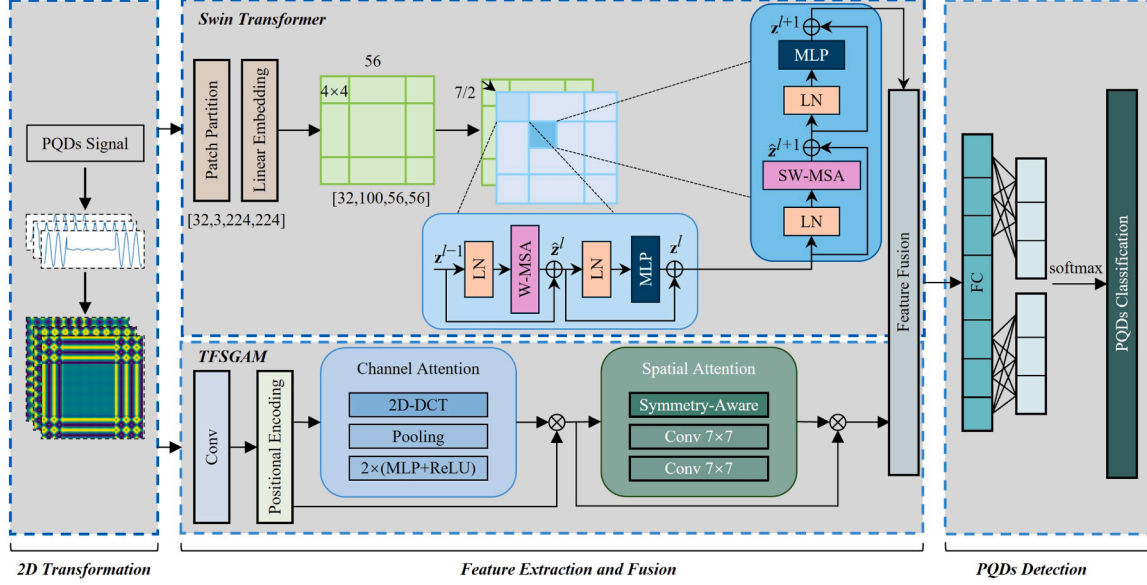 Swin Transformer
PQDs Signal
Patch Partition
Linear Embedding
[32,3,224,224]
56
4×4
[32,100,56,56]
7/2
z^{l-1}
LN
W-MSA
ẑ^l
LN
MLP
z^l
z^{l+1}
MLP
LN
ẑ^{l+1}
SW-MSA
LN
TFSGAM
Conv
Positional Encoding
Channel Attention
2D-DCT
Pooling
2×(MLP+ReLU)
Spatial Attention
Symmetry-Aware
Conv 7×7
Conv 7×7
Feature Fusion
FC
softmax
PQDs Classification
2D Transformation
Feature Extraction and Fusion
PQDs Detection